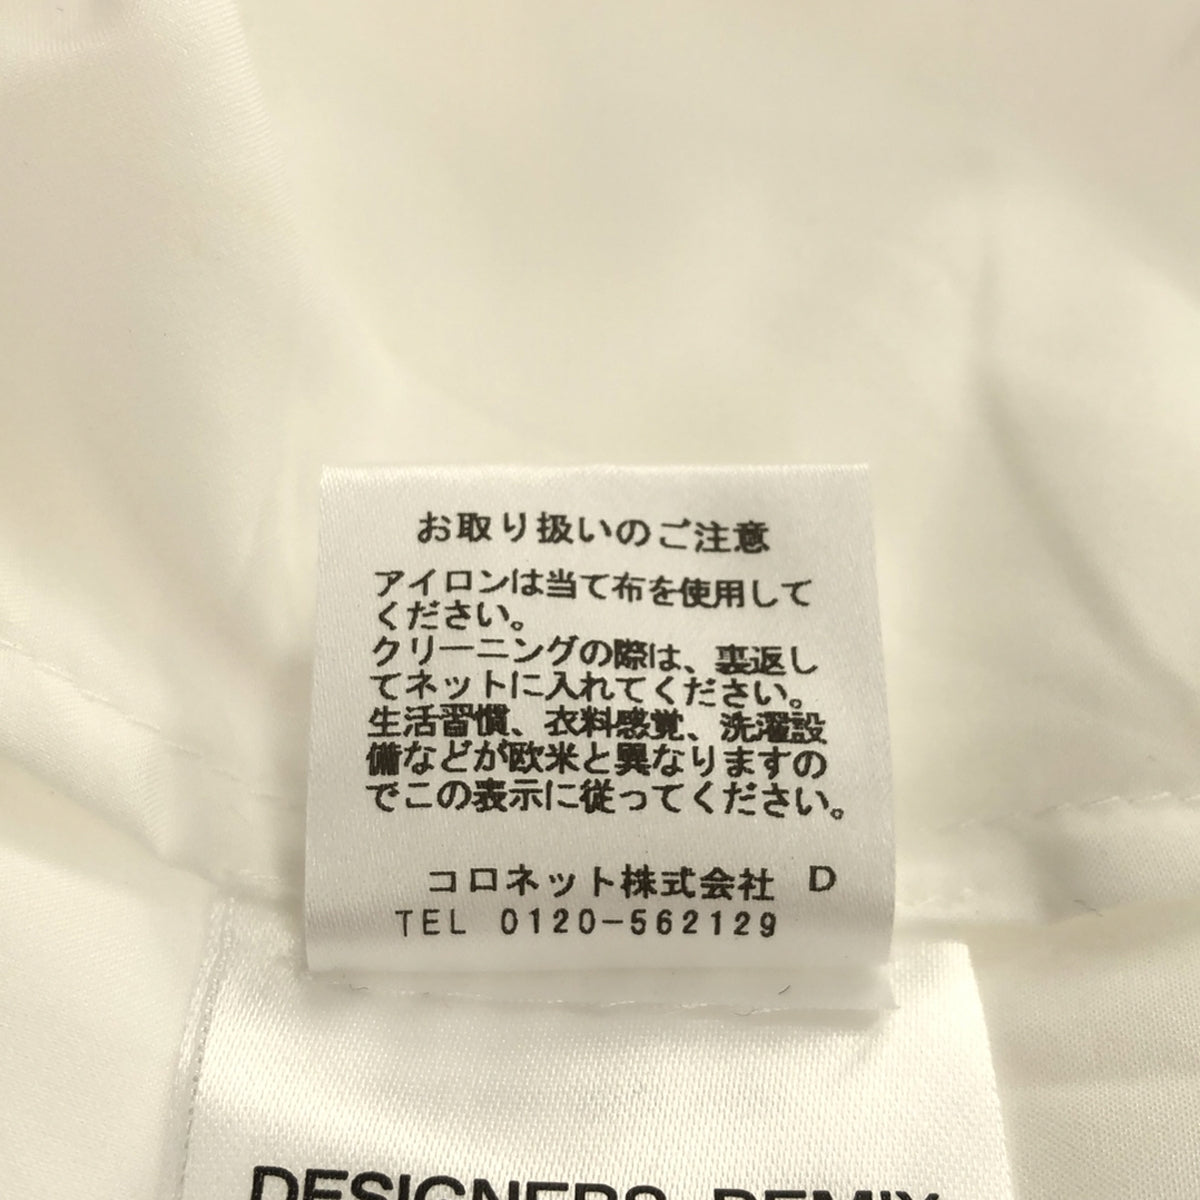 お取り扱いのご注意
アイロンは当て布を使用して
ください。
クリーニングの際は、裏返し
てネットに入れてください。
生活習慣、衣料感覚、洗濯設
備などが欧米と異なりますの
でこの表示に従ってください。
コロネット株式会社 D
TEL 0120-562129
DESIGNERS REMIX